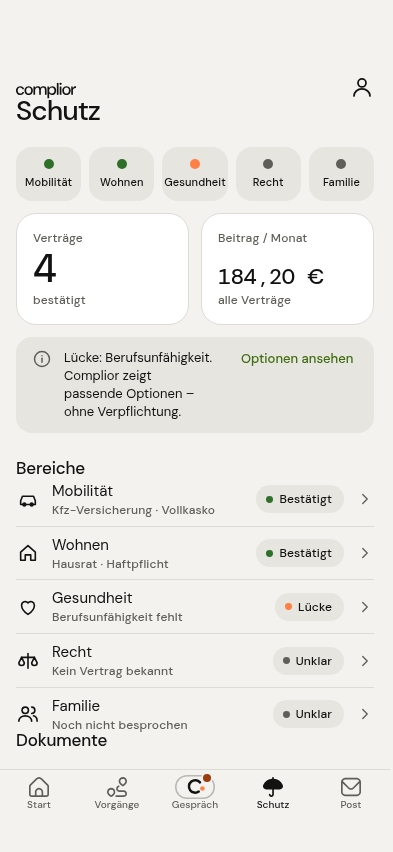 complior
Schutz
Mobilität
Wohnen
Gesundheit
Recht
Familie
Verträge
4
bestätigt
Beitrag / Monat
184,20 €
alle Verträge
Lücke: Berufsunfähigkeit.
Complior zeigt
passende Optionen –
ohne Verpflichtung.
Optionen ansehen
Bereiche
Mobilität
Kfz-Versicherung · Vollkasko
Bestätigt
Wohnen
Hausrat · Haftpflicht
Bestätigt
Gesundheit
Berufsunfähigkeit fehlt
Lücke
Recht
Kein Vertrag bekannt
Unklar
Familie
Noch nicht besprochen
Unklar
Dokumente
Start
Vorgänge
C
Gespräch
Schutz
Post